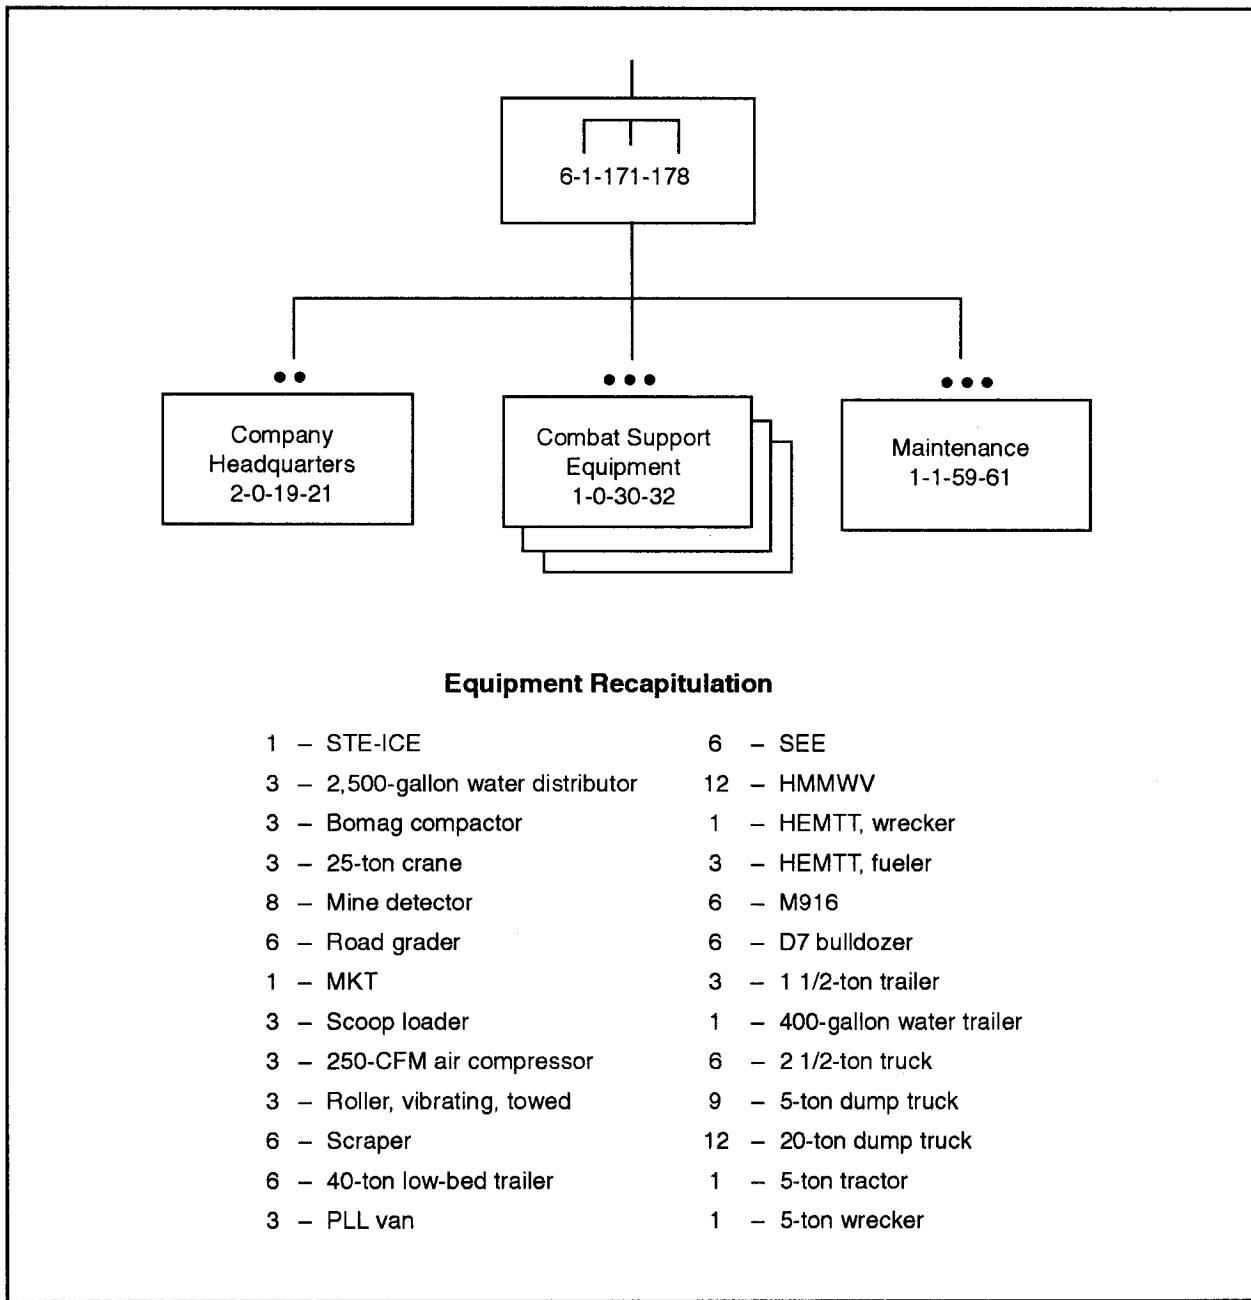 6-1-171-178
Company
Headquarters
2-0-19-21
Combat Support
Equipment
1-0-30-32
Maintenance
1-1-59-61
Equipment Recapitulation
1 – STE-ICE
3 – 2,500-gallon water distributor
3 – Bomag compactor
3 – 25-ton crane
8 – Mine detector
6 – Road grader
1 – MKT
3 – Scoop loader
3 – 250-CFM air compressor
3 – Roller, vibrating, towed
6 – Scraper
6 – 40-ton low-bed trailer
3 – PLL van
6 – SEE
12 – HMMWV
1 – HEMTT, wrecker
3 – HEMTT, fueler
6 – M916
6 – D7 bulldozer
3 – 1 1/2-ton trailer
1 – 400-gallon water trailer
6 – 2 1/2-ton truck
9 – 5-ton dump truck
12 – 20-ton dump truck
1 – 5-ton tractor
1 – 5-ton wrecker